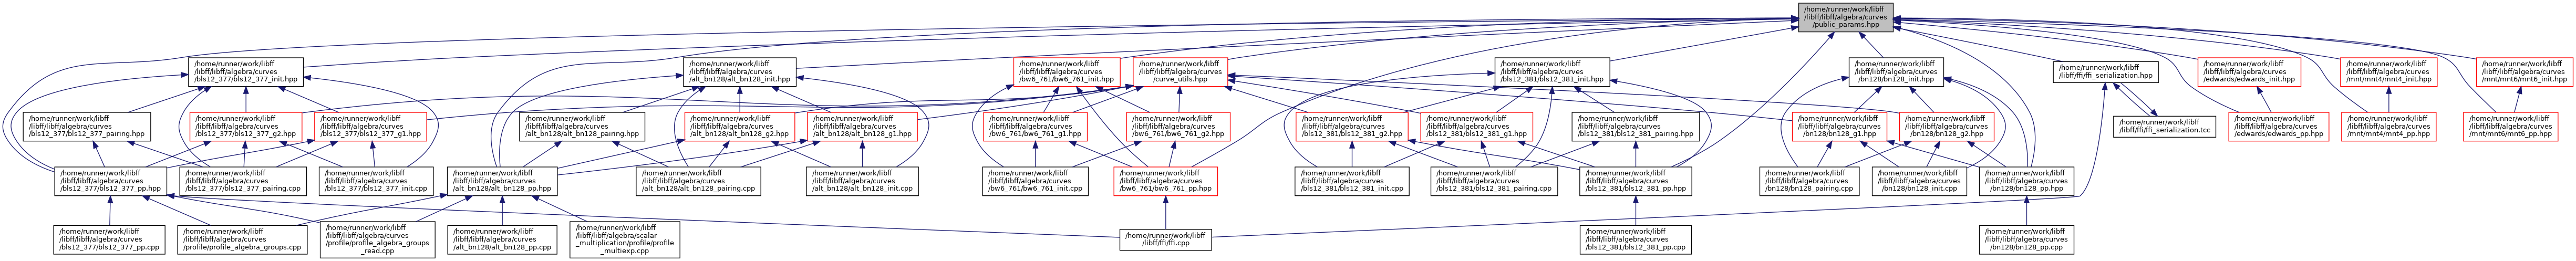 /home/runner/work/libff
/libff/libff/algebra/curves
/public_params.hpp
/home/runner/work/libff
/libff/libff/algebra/curves
/bls12_377/bls12_377_init.hpp
/home/runner/work/libff
/libff/libff/algebra/curves
/alt_bn128/alt_bn128_init.hpp
/home/runner/work/libff
/libff/libff/algebra/curves
/bw6_761/bw6_761_init.hpp
/home/runner/work/libff
/libff/libff/algebra
/curve_utils.hpp
/home/runner/work/libff
/libff/libff/algebra/curves
/bls12_381/bls12_381_init.hpp
/home/runner/work/libff
/libff/libff/algebra/curves
/bn128/bn128_init.hpp
/home/runner/work/libff
/libff/ffi/ffi_serialization.hpp
/home/runner/work/libff
/libff/libff/algebra/curves
/edwards/edwards_init.hpp
/home/runner/work/libff
/libff/libff/algebra/curves
/mnt/mnt4/mnt4_init.hpp
/home/runner/work/libff
/libff/libff/algebra/curves
/mnt/mnt6/mnt6_init.hpp
/home/runner/work/libff
/libff/libff/algebra/curves
/bls12_377/bls12_377_pairing.hpp
/home/runner/work/libff
/libff/libff/algebra/curves
/bls12_377/bls12_377_g2.hpp
/home/runner/work/libff
/libff/libff/algebra/curves
/bls12_377/bls12_377_g1.hpp
/home/runner/work/libff
/libff/libff/algebra/curves
/alt_bn128/alt_bn128_pairing.hpp
/home/runner/work/libff
/libff/libff/algebra/curves
/alt_bn128/alt_bn128_g2.hpp
/home/runner/work/libff
/libff/libff/algebra/curves
/alt_bn128/alt_bn128_g1.hpp
/home/runner/work/libff
/libff/libff/algebra/curves
/bw6_761/bw6_761_g1.hpp
/home/runner/work/libff
/libff/libff/algebra/curves
/bw6_761/bw6_761_g2.hpp
/home/runner/work/libff
/libff/libff/algebra/curves
/bls12_381/bls12_381_g2.hpp
/home/runner/work/libff
/libff/libff/algebra/curves
/bls12_381/bls12_381_g1.hpp
/home/runner/work/libff
/libff/libff/algebra/curves
/bls12_381/bls12_381_pairing.hpp
/home/runner/work/libff
/libff/libff/algebra/curves
/bn128/bn128_g1.hpp
/home/runner/work/libff
/libff/libff/algebra/curves
/bn128/bn128_g2.hpp
/home/runner/work/libff
/libff/ffi/ffi_serialization.tcc
/home/runner/work/libff
/libff/libff/algebra/curves
/edwards/edwards_pp.hpp
/home/runner/work/libff
/libff/libff/algebra/curves
/mnt/mnt4/mnt4_pp.hpp
/home/runner/work/libff
/libff/libff/algebra/curves
/mnt/mnt6/mnt6_pp.hpp
/home/runner/work/libff
/libff/libff/algebra/curves
/bls12_377/bls12_377_pp.hpp
/home/runner/work/libff
/libff/libff/algebra/curves
/bls12_377/bls12_377_pairing.cpp
/home/runner/work/libff
/libff/libff/algebra/curves
/bls12_377/bls12_377_init.cpp
/home/runner/work/libff
/libff/libff/algebra/curves
/alt_bn128/alt_bn128_pp.hpp
/home/runner/work/libff
/libff/libff/algebra/curves
/alt_bn128/alt_bn128_pairing.cpp
/home/runner/work/libff
/libff/libff/algebra/curves
/alt_bn128/alt_bn128_init.cpp
/home/runner/work/libff
/libff/libff/algebra/curves
/bw6_761/bw6_761_init.cpp
/home/runner/work/libff
/libff/libff/algebra/curves
/bw6_761/bw6_761_pp.hpp
/home/runner/work/libff
/libff/libff/algebra/curves
/bls12_381/bls12_381_init.cpp
/home/runner/work/libff
/libff/libff/algebra/curves
/bls12_381/bls12_381_pairing.cpp
/home/runner/work/libff
/libff/libff/algebra/curves
/bls12_381/bls12_381_pp.hpp
/home/runner/work/libff
/libff/libff/algebra/curves
/bn128/bn128_pairing.cpp
/home/runner/work/libff
/libff/libff/algebra/curves
/bn128/bn128_init.cpp
/home/runner/work/libff
/libff/libff/algebra/curves
/bn128/bn128_pp.hpp
/home/runner/work/libff
/libff/libff/algebra/curves
/bls12_377/bls12_377_pp.cpp
/home/runner/work/libff
/libff/libff/algebra/curves
/profile/profile_algebra_groups.cpp
/home/runner/work/libff
/libff/libff/algebra/curves
/profile/profile_algebra_groups
_read.cpp
/home/runner/work/libff
/libff/libff/algebra/curves
/alt_bn128/alt_bn128_pp.cpp
/home/runner/work/libff
/libff/libff/algebra/scalar
_multiplication/profile/profile
_multiexp.cpp
/home/runner/work/libff
/libff/ffi/ffi.cpp
/home/runner/work/libff
/libff/libff/algebra/curves
/bls12_381/bls12_381_pp.cpp
/home/runner/work/libff
/libff/libff/algebra/curves
/bn128/bn128_pp.cpp